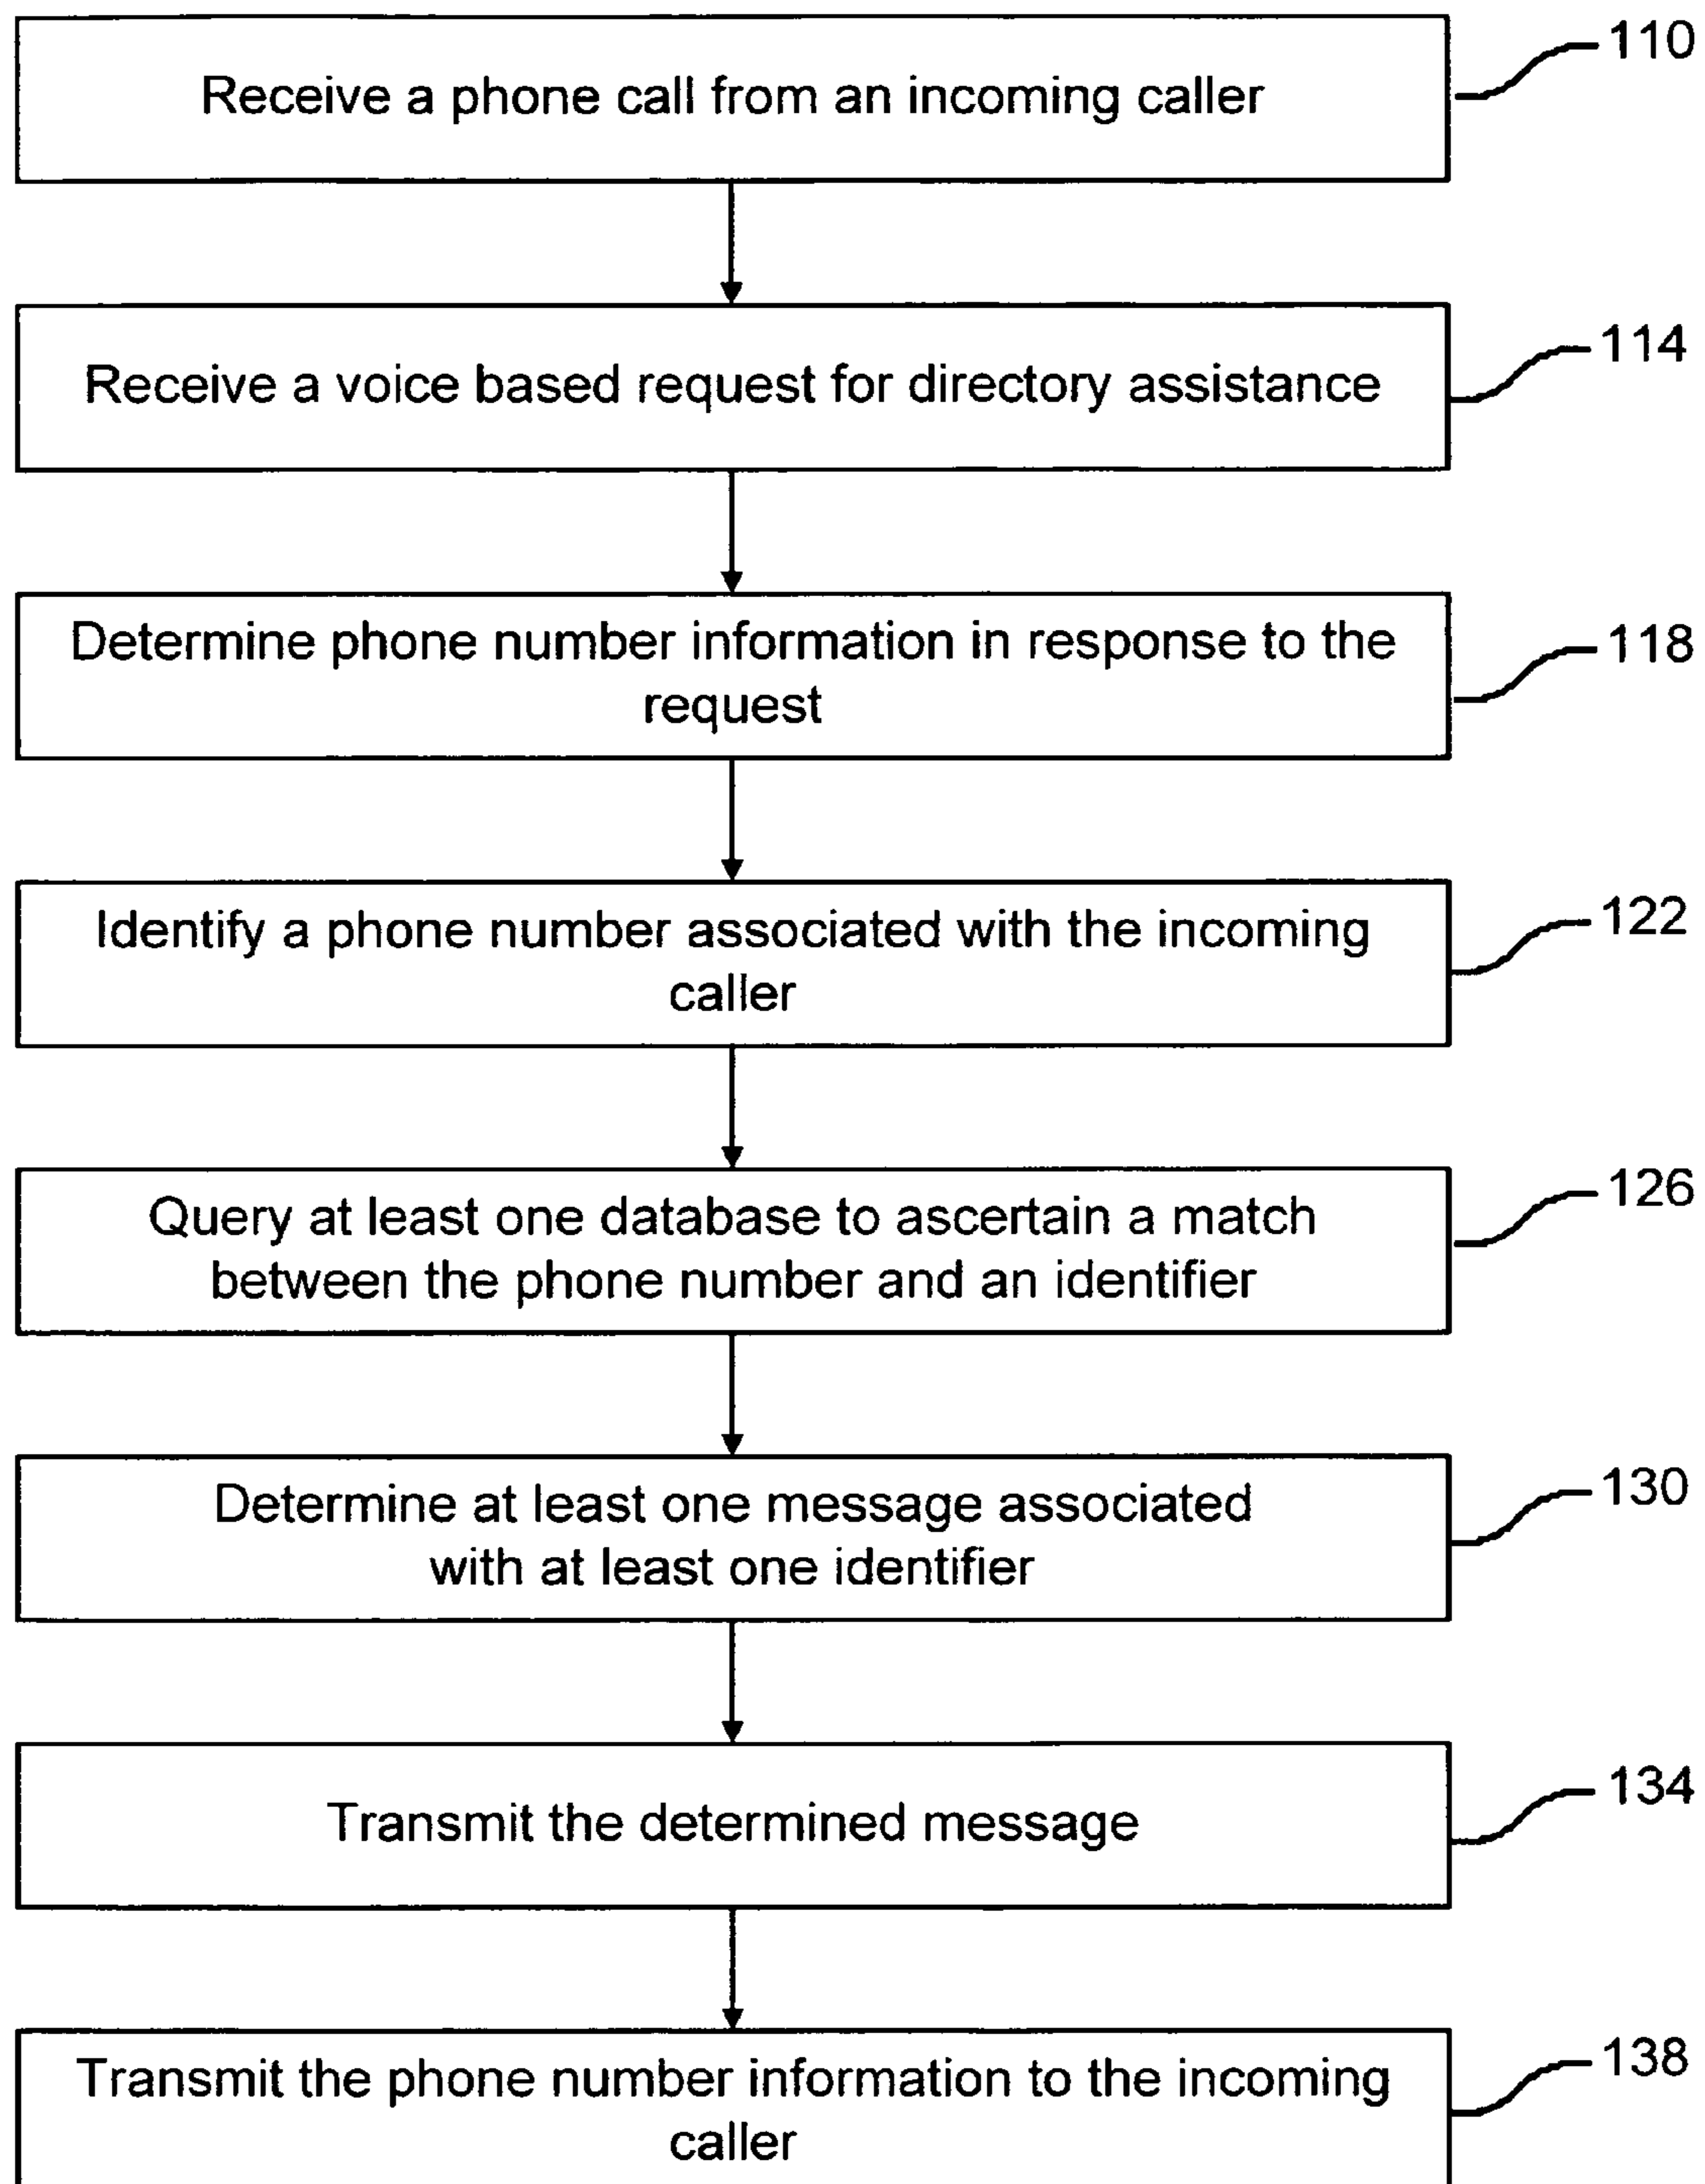 Receive a phone call from an incoming caller
110
Receive a voice based request for directory assistance
114
Determine phone number information in response to the
request
118
Identify a phone number associated with the incoming
caller
122
Query at least one database to ascertain a match
between the phone number and an identifier
126
Determine at least one message associated
with at least one identifier
130
Transmit the determined message
134
Transmit the phone number information to the incoming
caller
138